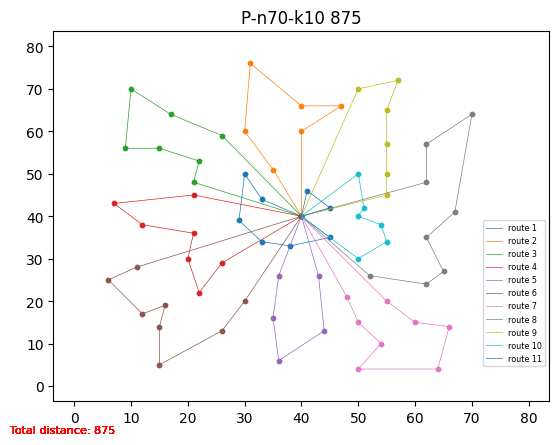 P-n70-k10 875
80
70
60
50
40
30
20
10
0
0 10 20 30 40 50 60 70 80
route 1
route 2
route 3
route 4
route 5
route 6
route 7
route 8
route 9
route 10
route 11
Total distance: 875